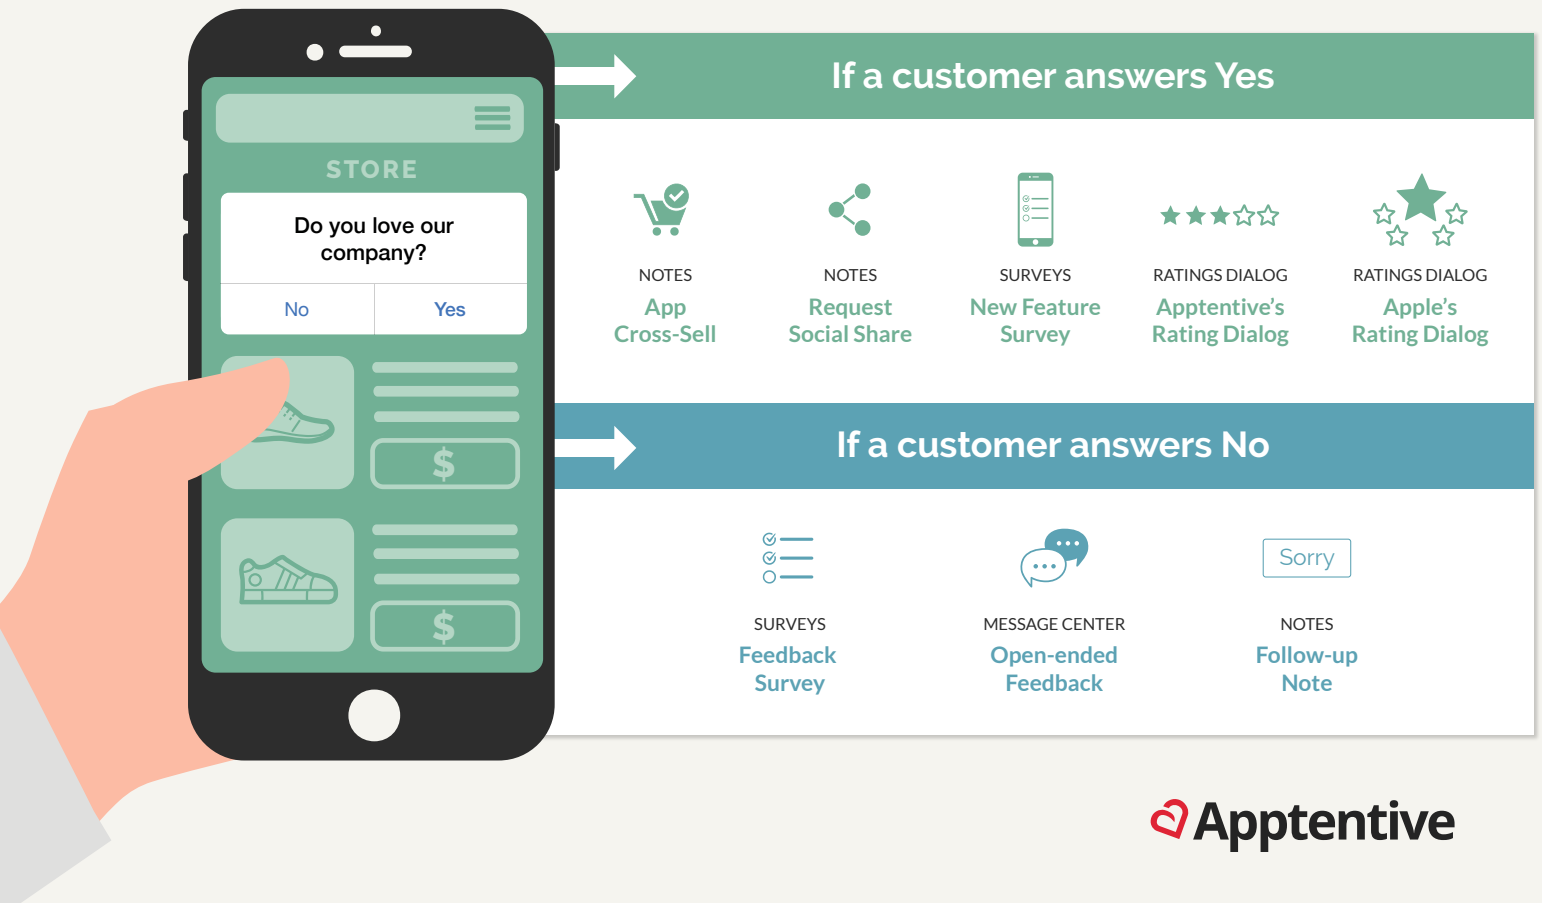 STORE
Do you love our
company?
No
Yes
$
$
If a customer answers Yes
NOTES
App
Cross-Sell
NOTES
Request
Social Share
SURVEYS
New Feature
Survey
RATINGS DIALOG
Apptentive’s
Rating Dialog
RATINGS DIALOG
Apple’s
Rating Dialog
If a customer answers No
SURVEYS
Feedback
Survey
MESSAGE CENTER
Open-ended
Feedback
Sorry
NOTES
Follow-up
Note
Apptentive